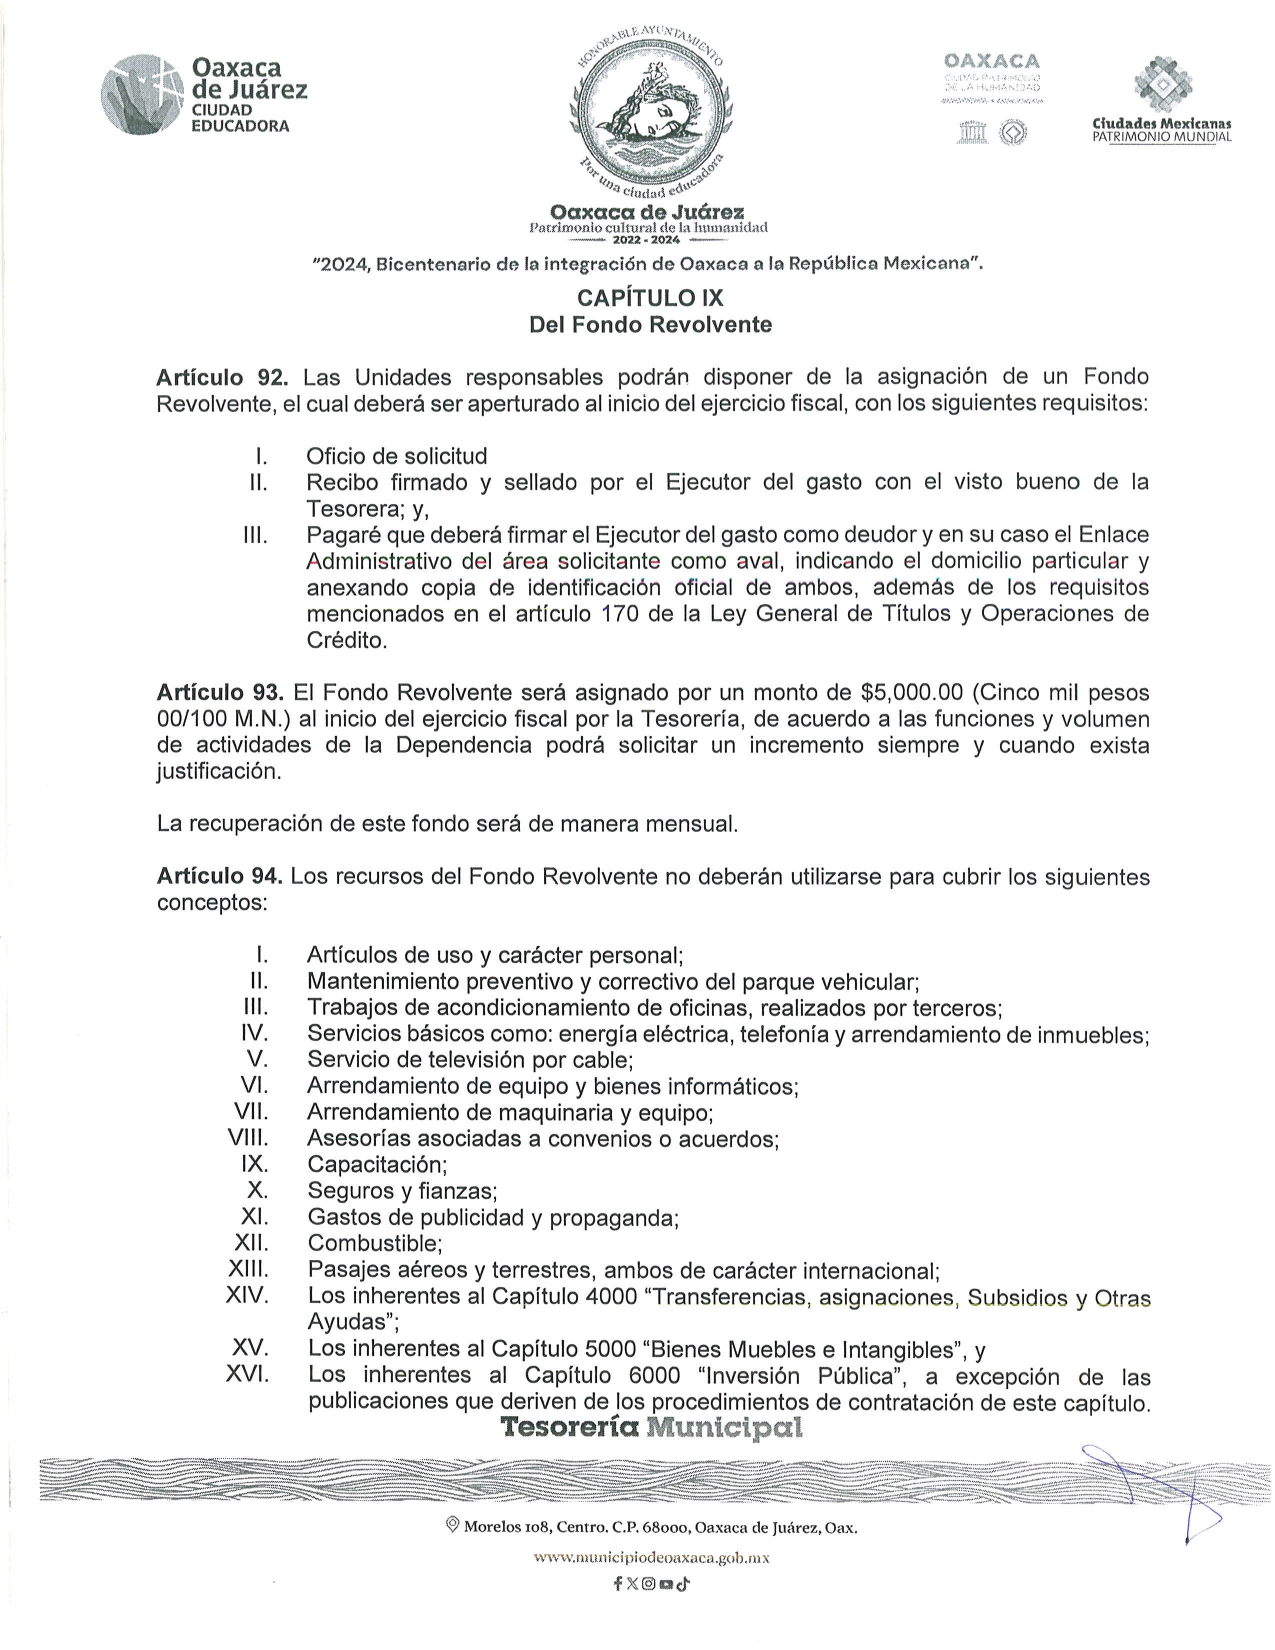 Oaxaca
de Juárez
CIUDAD
EDUCADORA
HONORABLE AYUNTAMIENTO
Por una ciudad educadora
Oaxaca de Juárez
Patrimonio cultural de la humanidad
2022 - 2024
OAXACA
CIUDAD PATRIMONIO
DE LA HUMANIDAD
Ciudades Mexicanas
PATRIMONIO MUNDIAL
"2024, Bicentenario de la integración de Oaxaca a la República Mexicana".
CAPÍTULO IX
Del Fondo Revolvente
Artículo 92. Las Unidades responsables podrán disponer de la asignación de un Fondo
Revolvente, el cual deberá ser aperturado al inicio del ejercicio fiscal, con los siguientes requisitos:
I. Oficio de solicitud
II. Recibo firmado y sellado por el Ejecutor del gasto con el visto bueno de la
Tesorera; y,
III. Pagaré que deberá firmar el Ejecutor del gasto como deudor y en su caso el Enlace
Administrativo del área solicitante como aval, indicando el domicilio particular y
anexando copia de identificación oficial de ambos, además de los requisitos
mencionados en el artículo 170 de la Ley General de Títulos y Operaciones de
Crédito.
Artículo 93. El Fondo Revolvente será asignado por un monto de $5,000.00 (Cinco mil pesos
00/100 M.N.) al inicio del ejercicio fiscal por la Tesorería, de acuerdo a las funciones y volumen
de actividades de la Dependencia podrá solicitar un incremento siempre y cuando exista
justificación.
La recuperación de este fondo será de manera mensual.
Artículo 94. Los recursos del Fondo Revolvente no deberán utilizarse para cubrir los siguientes
conceptos:
I. Artículos de uso y carácter personal;
II. Mantenimiento preventivo y correctivo del parque vehicular;
III. Trabajos de acondicionamiento de oficinas, realizados por terceros;
IV. Servicios básicos como: energía eléctrica, telefonía y arrendamiento de inmuebles;
V. Servicio de televisión por cable;
VI. Arrendamiento de equipo y bienes informáticos;
VII. Arrendamiento de maquinaria y equipo;
VIII. Asesorías asociadas a convenios o acuerdos;
IX. Capacitación;
X. Seguros y fianzas;
XI. Gastos de publicidad y propaganda;
XII. Combustible;
XIII. Pasajes aéreos y terrestres, ambos de carácter internacional;
XIV. Los inherentes al Capítulo 4000 “Transferencias, asignaciones, Subsidios y Otras
Ayudas”;
XV. Los inherentes al Capítulo 5000 “Bienes Muebles e Intangibles”, y
XVI. Los inherentes al Capítulo 6000 “Inversión Pública”, a excepción de las
publicaciones que deriven de los procedimientos de contratación de este capítulo.
Tesorería Municipal
Morelos 108, Centro. C.P. 68000, Oaxaca de Juárez, Oax.
www.municipiodeoaxaca.gob.mx